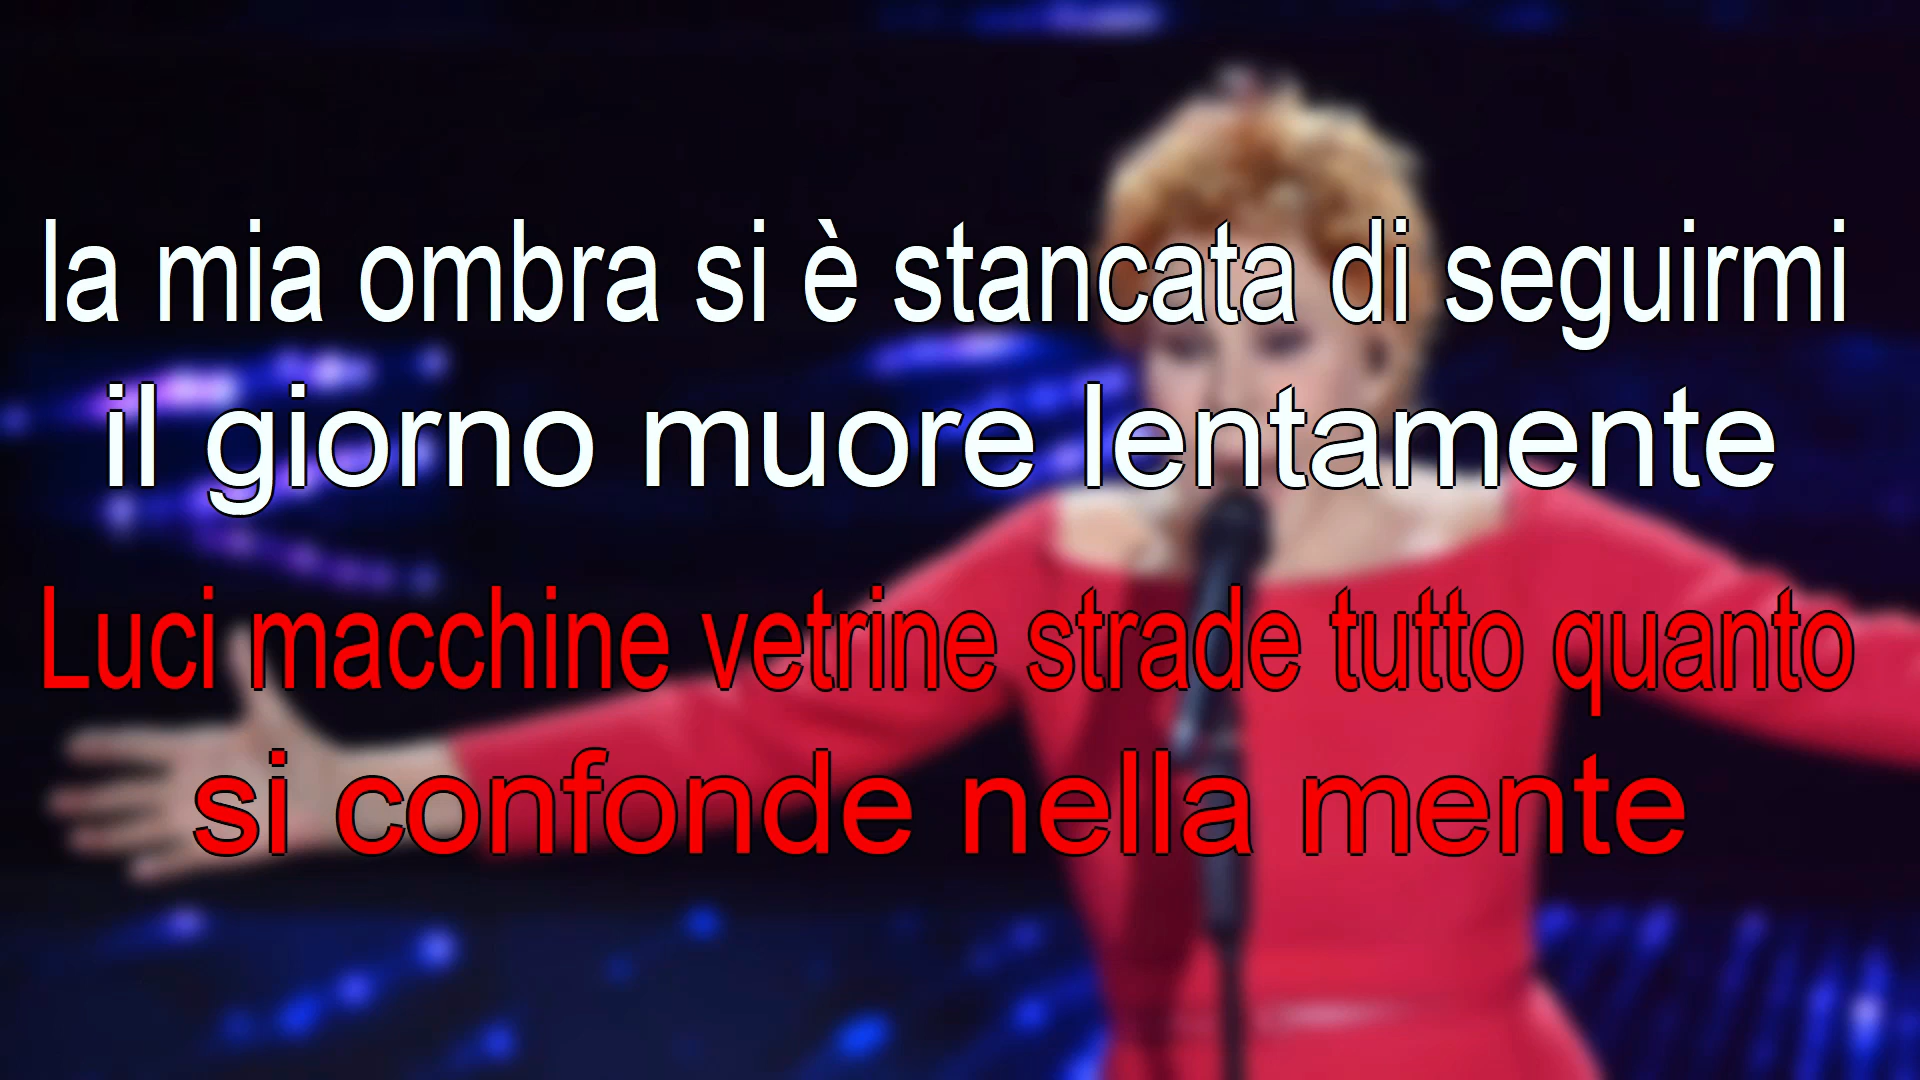 la mia ombra si è stancata di seguirmi
il giorno muore lentamente
Luci macchine vetrine strade tutto quanto
si confonde nella mente